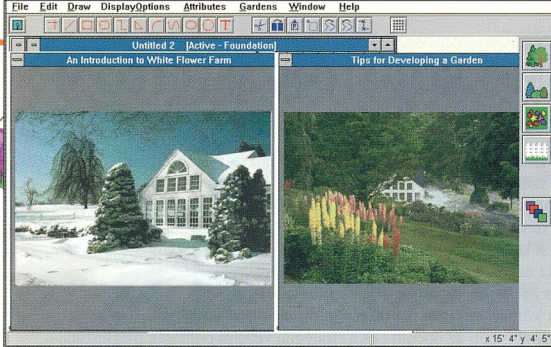 File Edit Draw DisplayOptions Attributes Gardens Window Help
T
Untitled 2 [Active - Foundation]
An Introduction to White Flower Farm
Tips for Developing a Garden
x 15' 4" y 4' 5"